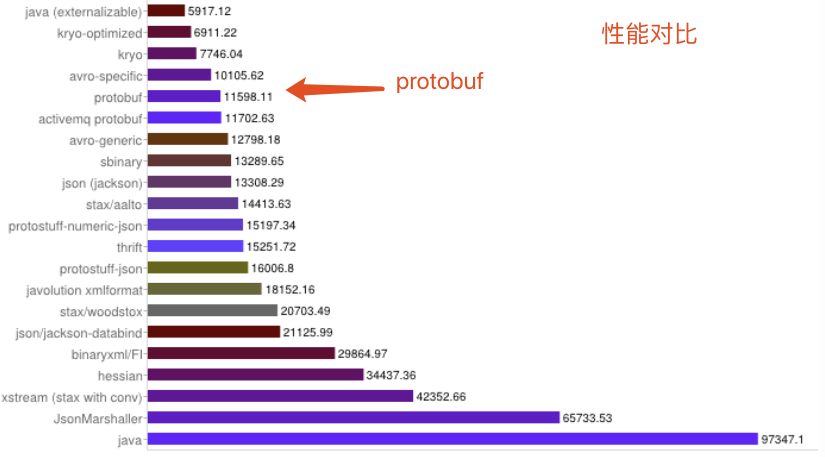 性能对比
java (externalizable) 5917.12
kryo-optimized 6911.22
kryo 7746.04
avro-specific 10105.62
protobuf 11598.11 protobuf
activemq protobuf 11702.63
avro-generic 12798.18
sbinary 13289.65
json (jackson) 13308.29
stax/aalto 14413.63
protostuff-numeric-json 15197.34
thrift 15251.72
protostuff-json 16006.8
javolution xmlformat 18152.16
stax/woodstox 20703.49
json/jackson-databind 21125.99
binaryxml/FI 29864.97
hessian 34437.36
xstream (stax with conv) 42352.66
JsonMarshaller 65733.53
java 97347.1